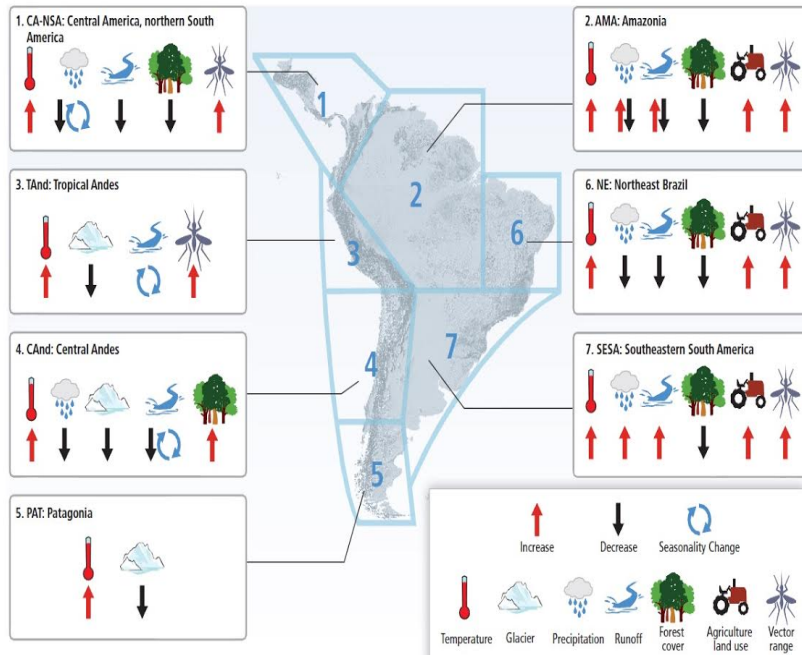 1. CA-NSA: Central America, northern South
America
2. AMA: Amazonia
3. TAnd: Tropical Andes
6. NE: Northeast Brazil
4. CAnd: Central Andes
7. SESA: Southeastern South America
5. PAT: Patagonia
1
2
3
6
4
7
5
Increase
Decrease
Seasonality Change
Temperature
Glacier
Precipitation
Runoff
Forest
cover
Agriculture
land use
Vector
range